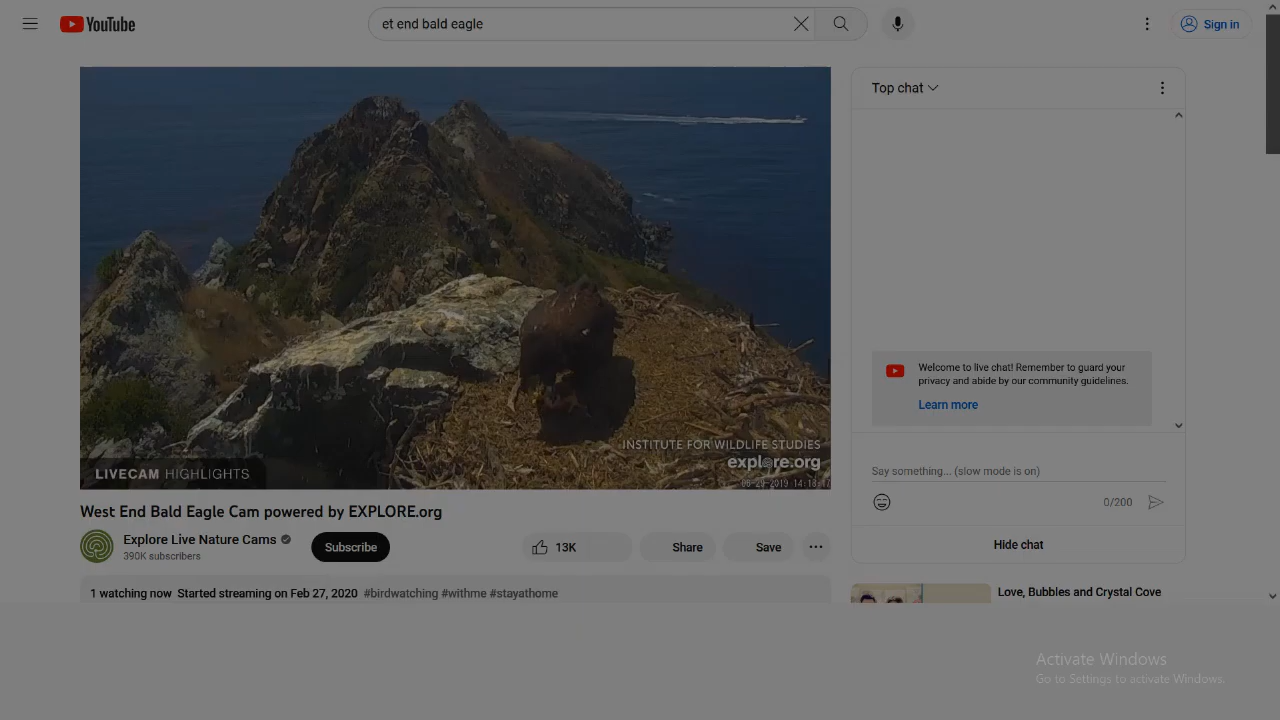 YouTube
et end bald eagle
Sign in
Top chat
Welcome to live chat! Remember to guard your
privacy and abide by our community guidelines.
Learn more
INSTITUTE FOR WILDLIFE STUDIES
explore.org
LIVECAM HIGHLIGHTS
Say something... (slow mode is on)
0/200
West End Bald Eagle Cam powered by EXPLORE.org
Explore Live Nature Cams
390K subscribers
Subscribe
13K
Share
Save
Hide chat
1 watching now Started streaming on Feb 27, 2020 #birdwatching #withme #stayathome
Love, Bubbles and Crystal Cove
Activate Windows
Go to Settings to activate Windows.